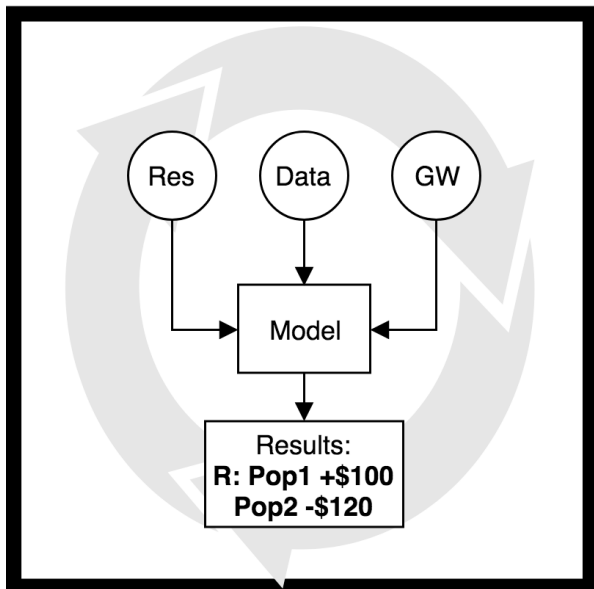 Res
Data
GW
Model
Results:
R: Pop1 +$100
Pop2 -$120